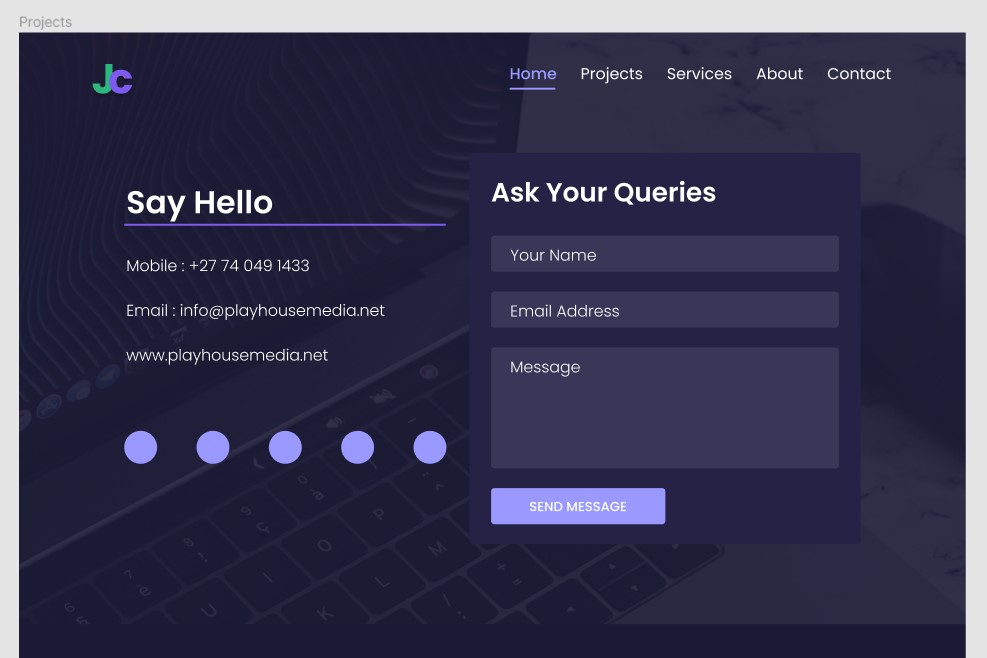 Projects
Jc
Home Projects Services About Contact
Say Hello
Mobile : +27 74 049 1433
Email : info@playhousemedia.net
www.playhousemedia.net
Ask Your Queries
Your Name
Email Address
Message
SEND MESSAGE